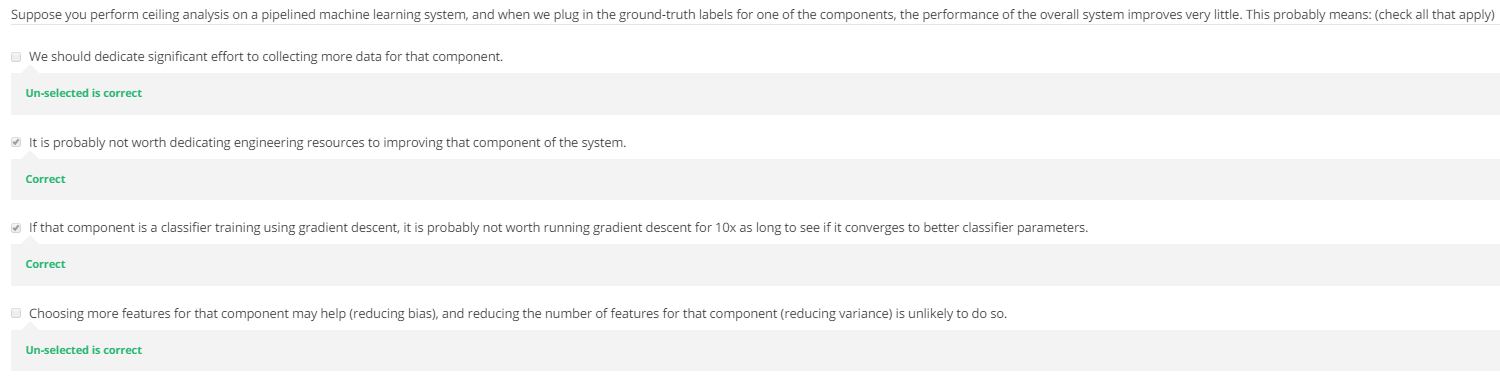 Suppose you perform ceiling analysis on a pipelined machine learning system, and when we plug in the ground-truth labels for one of the components, the performance of the overall system improves very little. This probably means: (check all that apply)
We should dedicate significant effort to collecting more data for that component.
Un-selected is correct
It is probably not worth dedicating engineering resources to improving that component of the system.
Correct
If that component is a classifier training using gradient descent, it is probably not worth running gradient descent for 10x as long to see if it converges to better classifier parameters.
Correct
Choosing more features for that component may help (reducing bias), and reducing the number of features for that component (reducing variance) is unlikely to do so.
Un-selected is correct